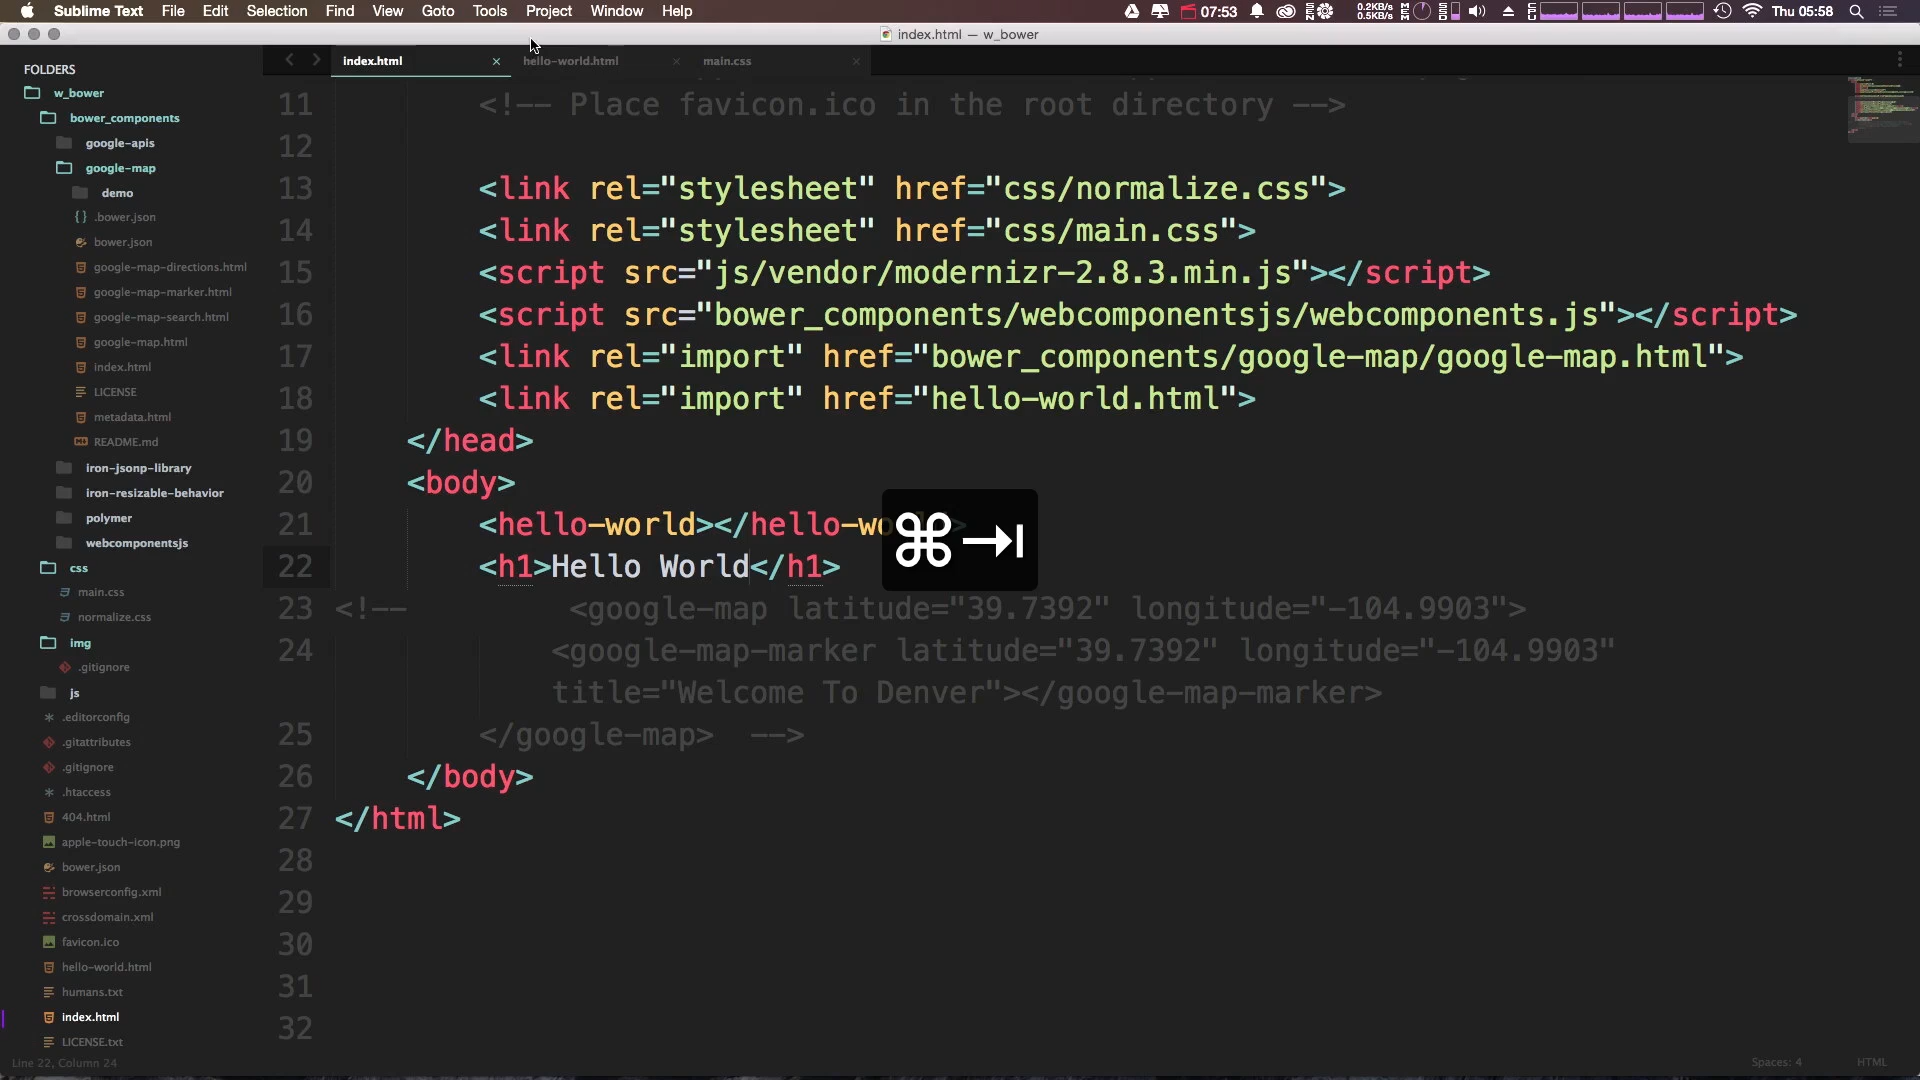 Sublime Text File Edit Selection Find View Goto Tools Project Window Help 07:53 0.2KB/s 0.5KB/s Thu 05:58
index.html — w_bower
FOLDERS
w_bower
bower_components
google-apis
google-map
demo
.bower.json
bower.json
google-map-directions.html
google-map-marker.html
google-map-search.html
google-map.html
index.html
LICENSE
metadata.html
README.md
iron-jsonp-library
iron-resizable-behavior
polymer
webcomponentsjs
css
main.css
normalize.css
img
.gitignore
js
.editorconfig
.gitattributes
.gitignore
.htaccess
404.html
apple-touch-icon.png
bower.json
browserconfig.xml
crossdomain.xml
favicon.ico
hello-world.html
humans.txt
index.html
LICENSE.txt
index.html hello-world.html main.css
11 <!-- Place favicon.ico in the root directory -->
12
13 <link rel="stylesheet" href="css/normalize.css">
14 <link rel="stylesheet" href="css/main.css">
15 <script src="js/vendor/modernizr-2.8.3.min.js"></script>
16 <script src="bower_components/webcomponentsjs/webcomponents.js"></script>
17 <link rel="import" href="bower_components/google-map/google-map.html">
18 <link rel="import" href="hello-world.html">
19 </head>
20 <body>
21 <hello-world></hello-wo
22 <h1>Hello World</h1>
23 <!-- <google-map latitude="39.7392" longitude="-104.9903">
24 <google-map-marker latitude="39.7392" longitude="-104.9903"
title="Welcome To Denver"></google-map-marker>
25 </google-map> -->
26 </body>
27 </html>
28
29
30
31
32
⌘⇥
Line 22, Column 24 Spaces: 4 HTML